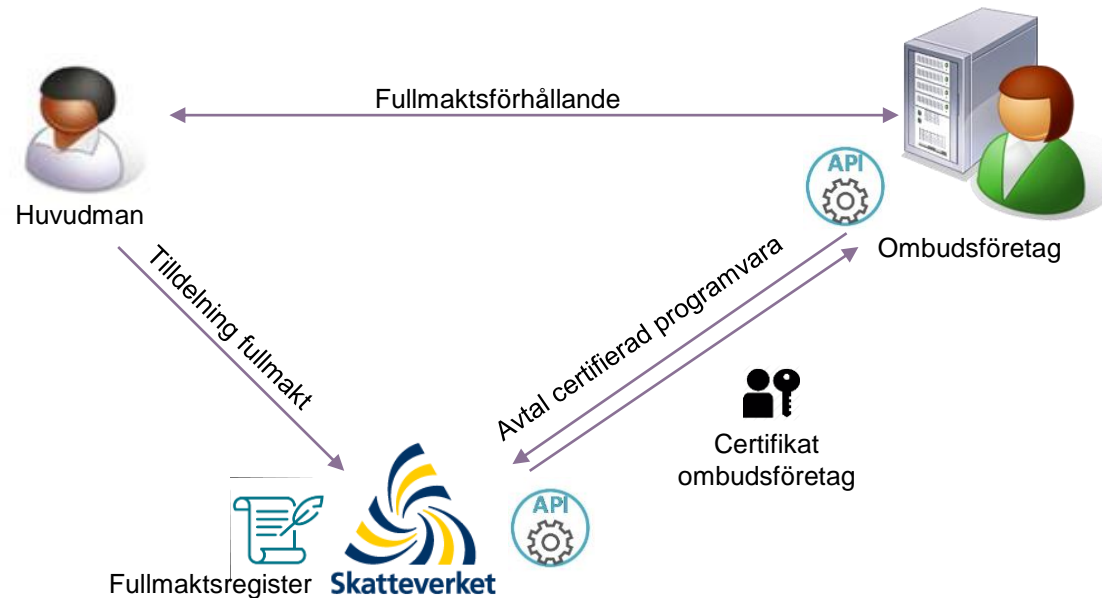 Fullmaktsförhållande
API
Huvudman
Ombudsföretag
Tilldelning fullmakt
Avtal certifierad programvara
Certifikat
ombudsföretag
API
Fullmaktsregister
Skatteverket